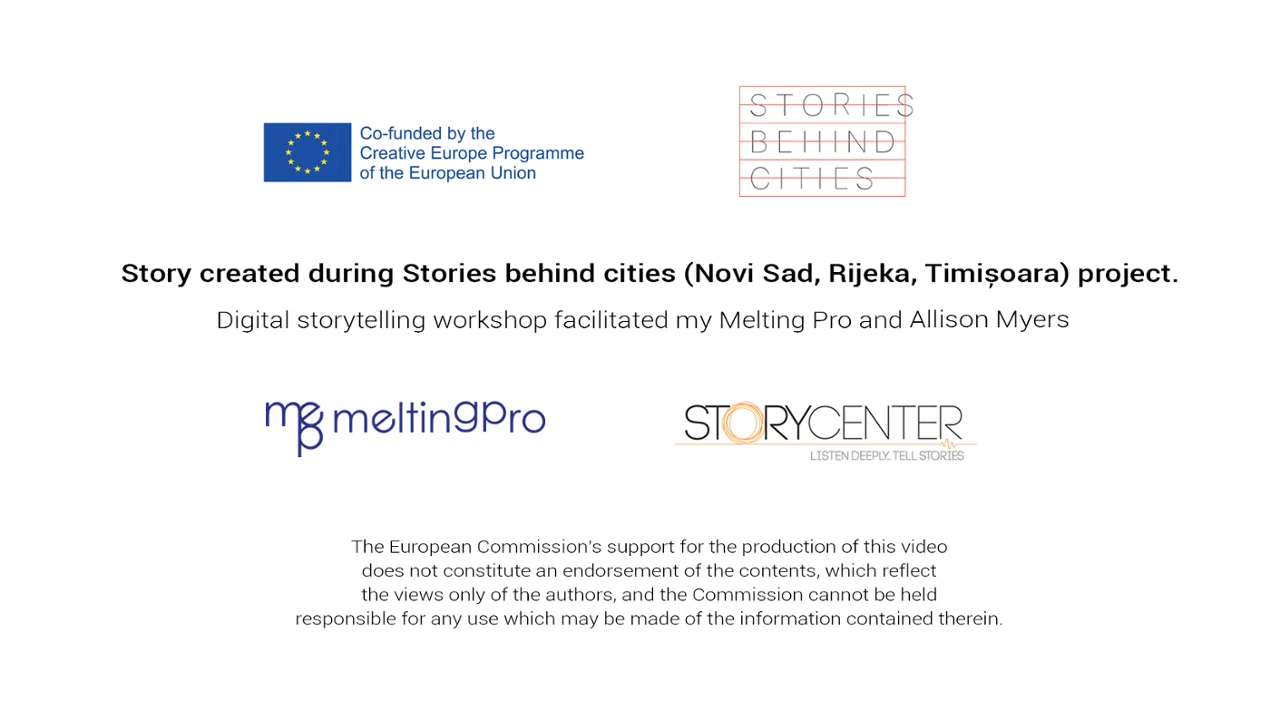 Co-funded by the
Creative Europe Programme
of the European Union
STORIES
BEHIND
CITIES
Story created during Stories behind cities (Novi Sad, Rijeka, Timișoara) project.
Digital storytelling workshop facilitated my Melting Pro and Allison Myers
mep meltingpro
STORYCENTER
LISTEN DEEPLY. TELL STORIES
The European Commission's support for the production of this video
does not constitute an endorsement of the contents, which reflect
the views only of the authors, and the Commission cannot be held
responsible for any use which may be made of the information contained therein.